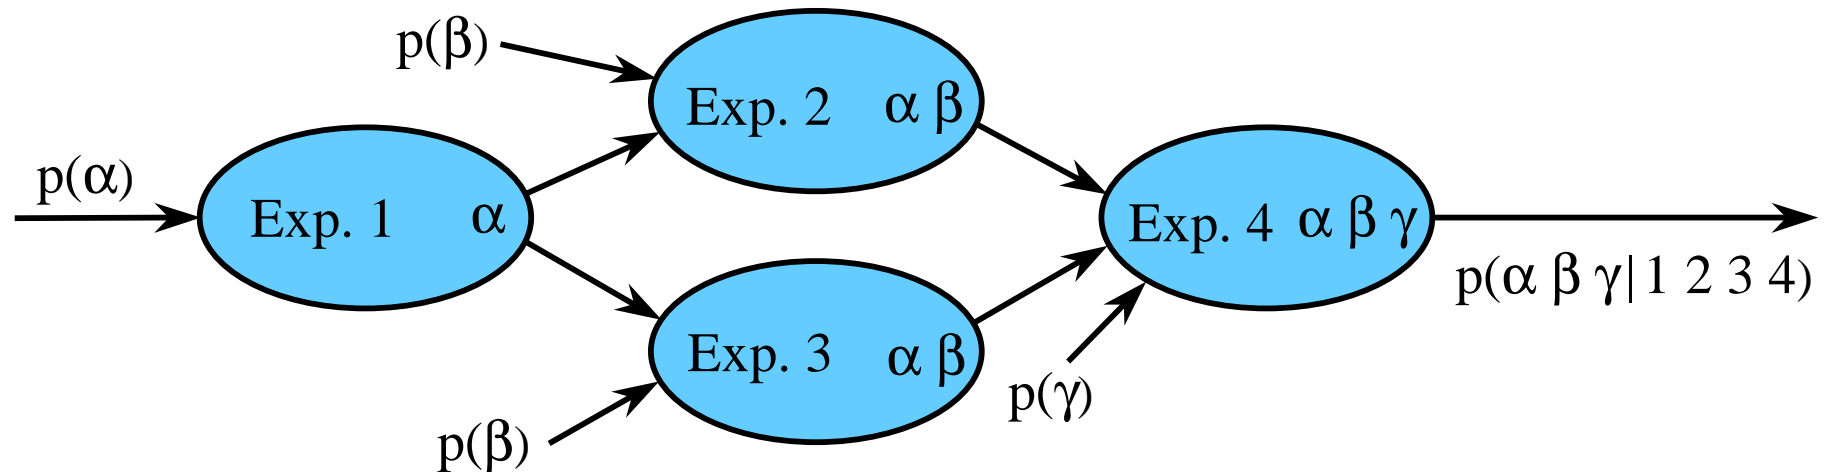 p(β)
Exp. 2 α β
p(α)
Exp. 1 α
Exp. 4 α β γ
p(α β γ| 1 2 3 4)
Exp. 3 α β
p(γ)
p(β)